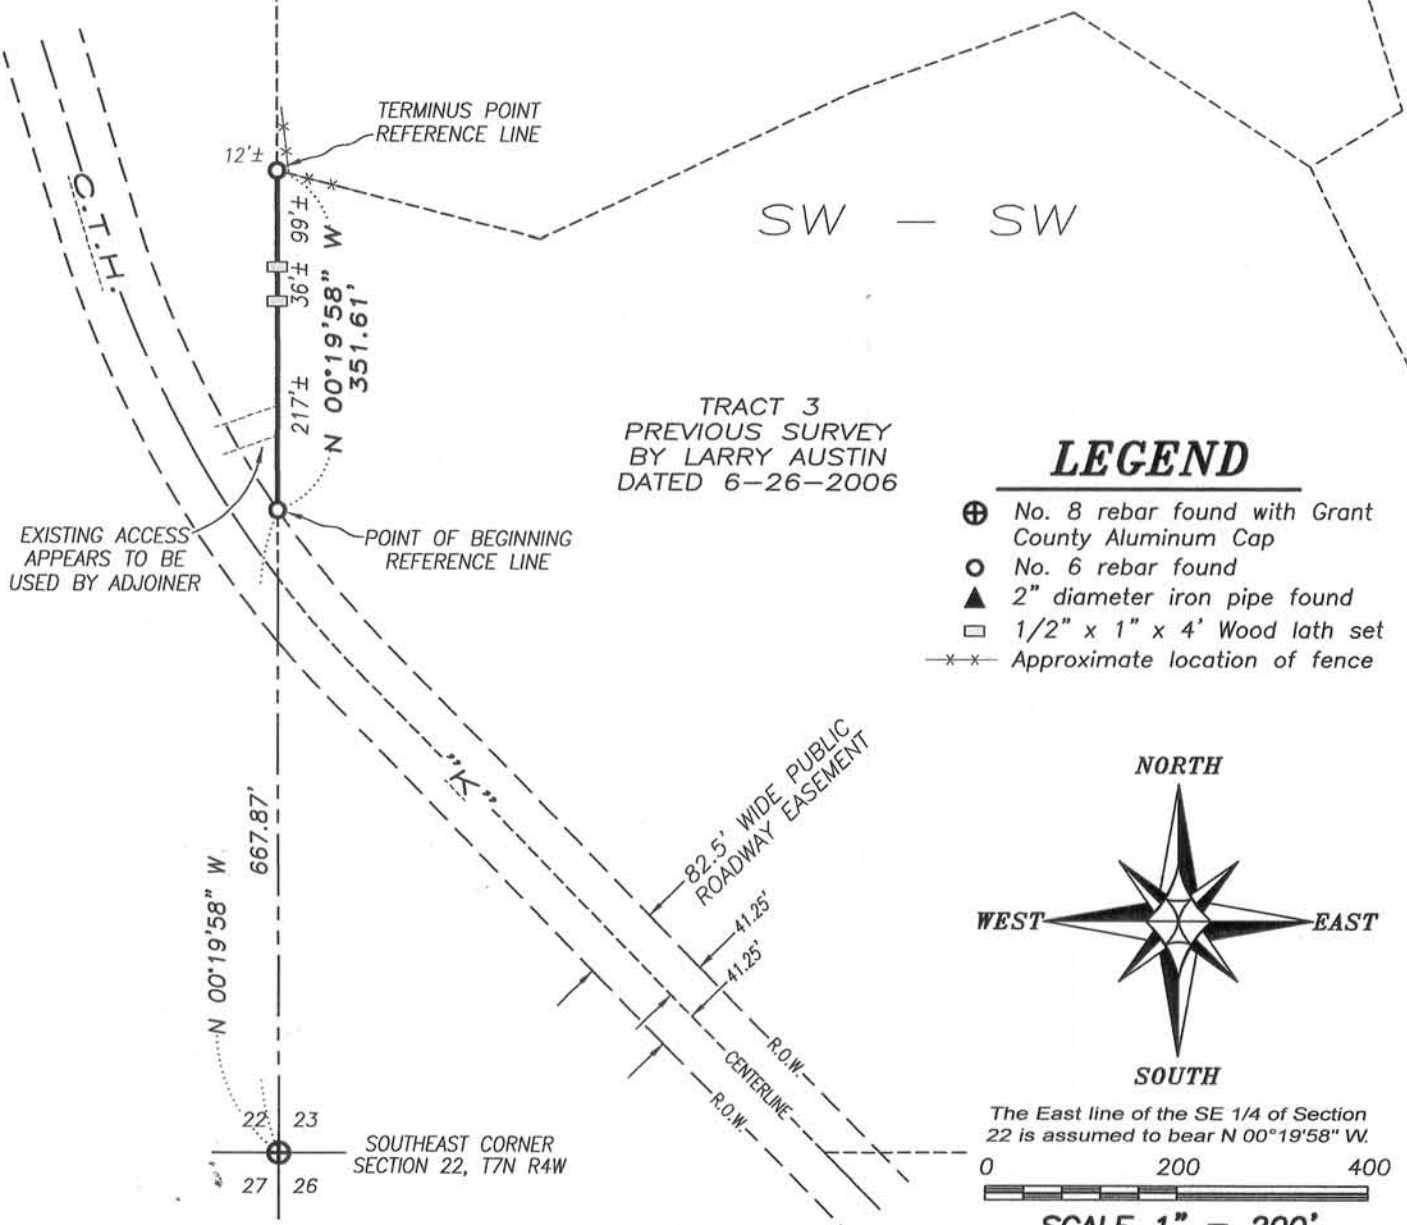 TERMINUS POINT
REFERENCE LINE
12'±
C.T.H.
99'±
36'±
217'±
N 00°19'58" W
351.61'
SW — SW
TRACT 3
PREVIOUS SURVEY
BY LARRY AUSTIN
DATED 6-26-2006
EXISTING ACCESS
APPEARS TO BE
USED BY ADJOINER
POINT OF BEGINNING
REFERENCE LINE
LEGEND
No. 8 rebar found with Grant
County Aluminum Cap
No. 6 rebar found
2" diameter iron pipe found
1/2" x 1" x 4' Wood lath set
Approximate location of fence
"K"
82.5' WIDE PUBLIC
ROADWAY EASEMENT
41.25'
41.25'
667.87'
N 00°19'58" W
CENTERLINE
R.O.W.
R.O.W.
NORTH
WEST
EAST
SOUTH
22
23
27
26
SOUTHEAST CORNER
SECTION 22, T7N R4W
The East line of the SE 1/4 of Section
22 is assumed to bear N 00°19'58" W.
0 200 400
SCALE 1" = 200'